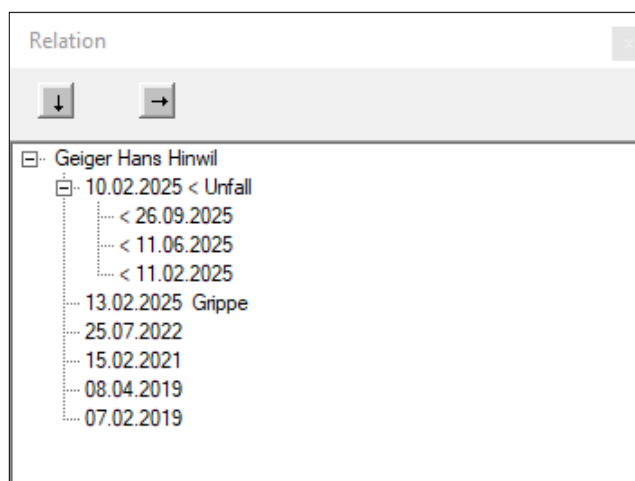 Relation
Geiger Hans Hinwil
10.02.2025 < Unfall
< 26.09.2025
< 11.06.2025
< 11.02.2025
13.02.2025 Grippe
25.07.2022
15.02.2021
08.04.2019
07.02.2019